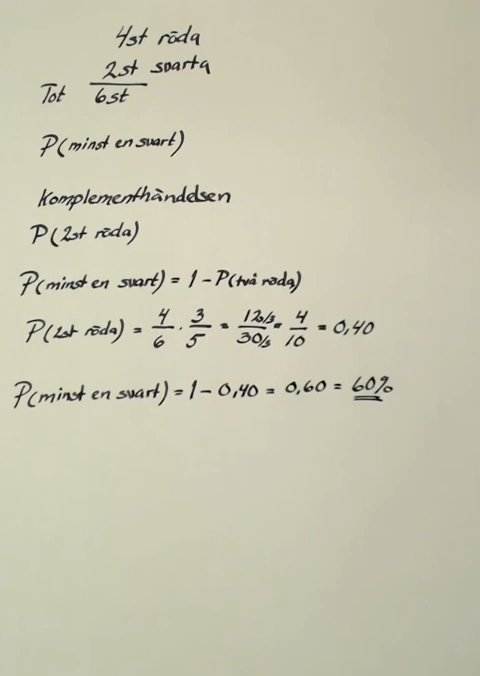 4st röda
2st svarta
Tot 6st
P(minst en svart)
Komplementhändelsen
P(2st röda)
P(minst en svart) = 1 - P(två röda)
P(2st röda) = 4/6 · 3/5 = 12/3 / 30/3 = 4/10 = 0,40
P(minst en svart) = 1 - 0,40 = 0,60 = 60%